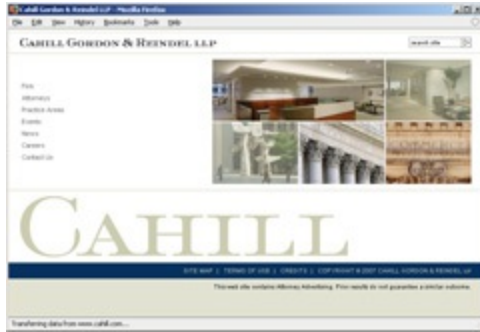 Cahill Gordon & Reindel LLP - Mozilla Firefox
File Edit View History Bookmarks Tools Help
CAHILL GORDON & REINDEL LLP
search site
Firm
Attorneys
Practice Areas
Events
News
Careers
Contact Us
CAHILL
SITE MAP | TERMS OF USE | CREDITS | COPYRIGHT © 2007 CAHILL GORDON & REINDEL LLP
This web site contains Attorney Advertising. Prior results do not guarantee a similar outcome.
Transferring data from www.cahill.com...